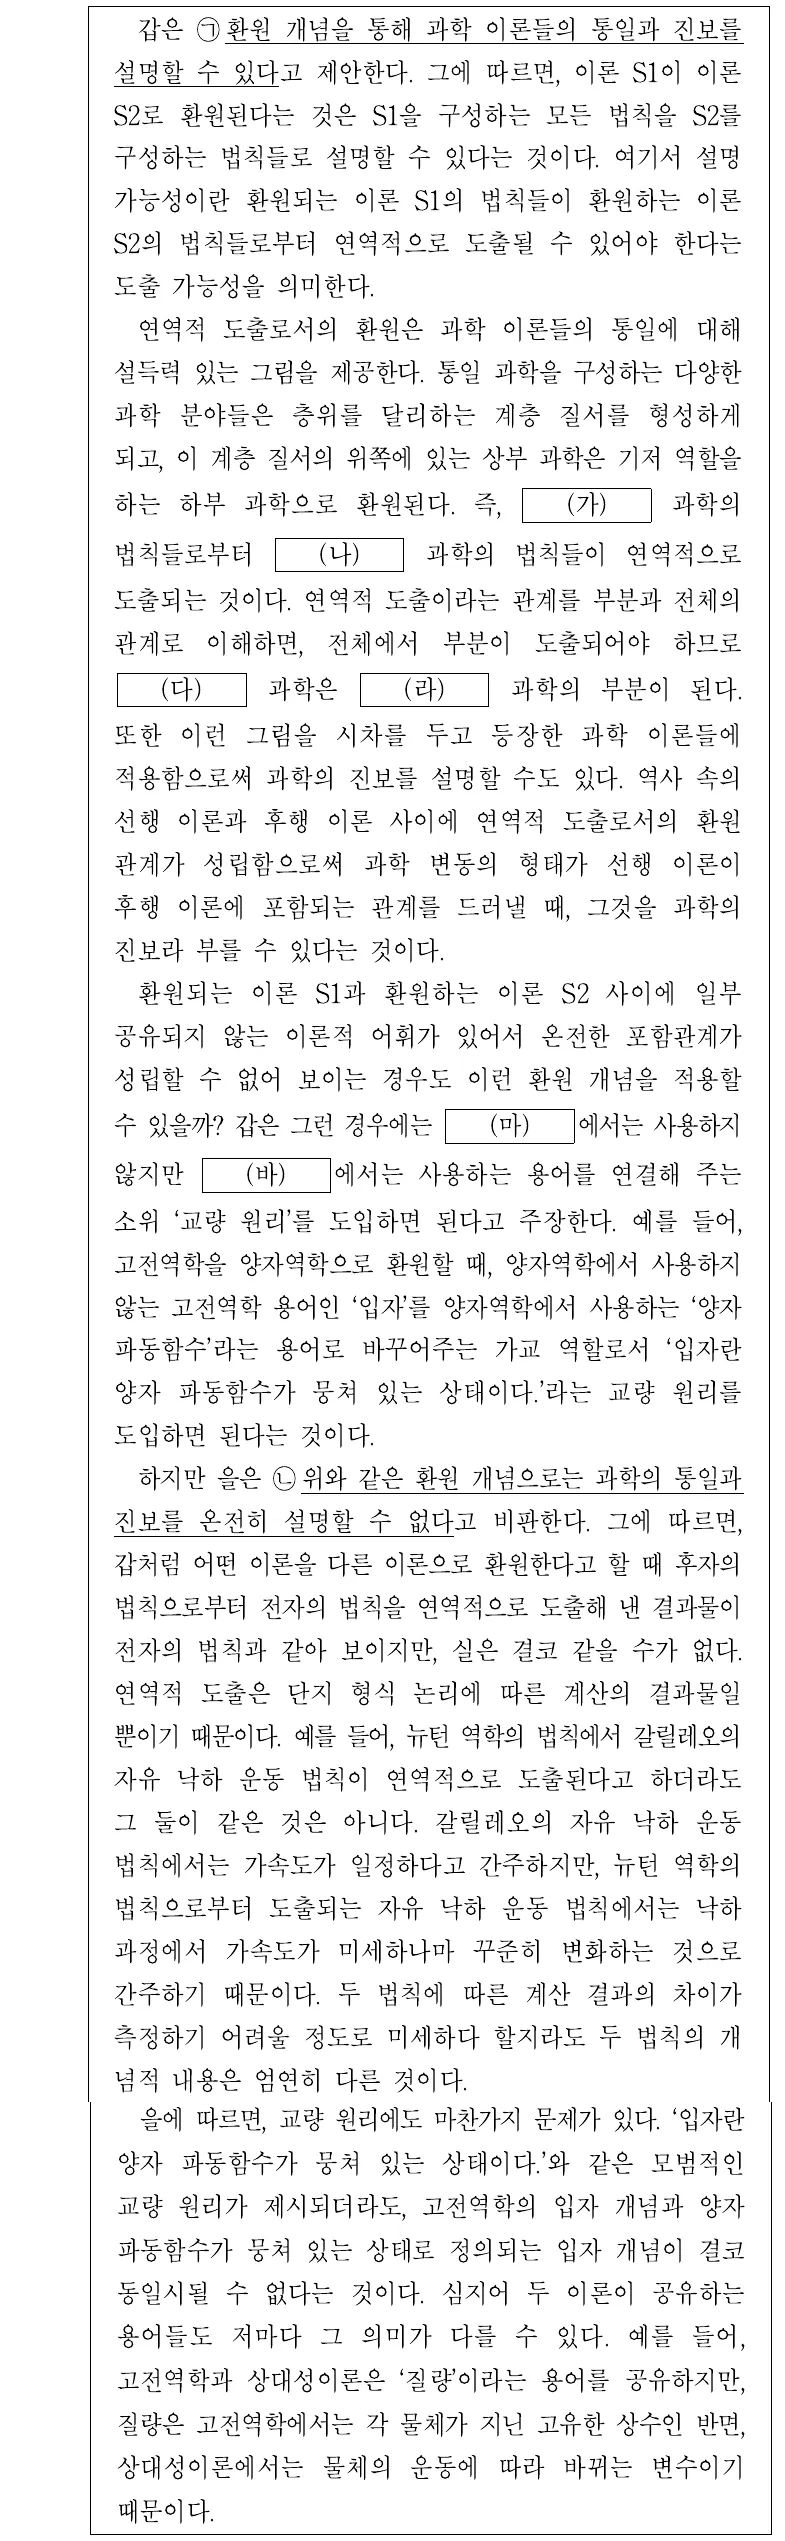 갑은 ㉠환원 개념을 통해 과학 이론들의 통일과 진보를
설명할 수 있다고 제안한다. 그에 따르면, 이론 S1이 이론
S2로 환원된다는 것은 S1을 구성하는 모든 법칙을 S2를
구성하는 법칙들로 설명할 수 있다는 것이다. 여기서 설명
가능성이란 환원되는 이론 S1의 법칙들이 환원하는 이론
S2의 법칙들로부터 연역적으로 도출될 수 있어야 한다는
도출 가능성을 의미한다.
연역적 도출로서의 환원은 과학 이론들의 통일에 대해
설득력 있는 그림을 제공한다. 통일 과학을 구성하는 다양한
과학 분야들은 층위를 달리하는 계층 질서를 형성하게
되고, 이 계층 질서의 위쪽에 있는 상부 과학은 기저 역할을
하는 하부 과학으로 환원된다. 즉, (가) 과학의
법칙들로부터 (나) 과학의 법칙들이 연역적으로
도출되는 것이다. 연역적 도출이라는 관계를 부분과 전체의
관계로 이해하면, 전체에서 부분이 도출되어야 하므로
(다) 과학은 (라) 과학의 부분이 된다.
또한 이런 그림을 시차를 두고 등장한 과학 이론들에
적용함으로써 과학의 진보를 설명할 수도 있다. 역사 속의
선행 이론과 후행 이론 사이에 연역적 도출로서의 환원
관계가 성립함으로써 과학 변동의 형태가 선행 이론이
후행 이론에 포함되는 관계를 드러낼 때, 그것을 과학의
진보라 부를 수 있다는 것이다.
환원되는 이론 S1과 환원하는 이론 S2 사이에 일부
공유되지 않는 이론적 어휘가 있어서 온전한 포함관계가
성립할 수 없어 보이는 경우도 이런 환원 개념을 적용할
수 있을까? 갑은 그런 경우에는 (마) 에서는 사용하지
않지만 (바) 에서는 사용하는 용어를 연결해 주는
소위 ‘교량 원리’를 도입하면 된다고 주장한다. 예를 들어,
고전역학을 양자역학으로 환원할 때, 양자역학에서 사용하지
않는 고전역학 용어인 ‘입자’를 양자역학에서 사용하는 ‘양자
파동함수’라는 용어로 바꾸어주는 가교 역할로서 ‘입자란
양자 파동함수가 뭉쳐 있는 상태이다.’라는 교량 원리를
도입하면 된다는 것이다.
하지만 을은 ㉡위와 같은 환원 개념으로는 과학의 통일과
진보를 온전히 설명할 수 없다고 비판한다. 그에 따르면,
갑처럼 어떤 이론을 다른 이론으로 환원한다고 할 때 후자의
법칙으로부터 전자의 법칙을 연역적으로 도출해 낸 결과물이
전자의 법칙과 같아 보이지만, 실은 결코 같을 수가 없다.
연역적 도출은 단지 형식 논리에 따른 계산의 결과물일
뿐이기 때문이다. 예를 들어, 뉴턴 역학의 법칙에서 갈릴레오의
자유 낙하 운동 법칙이 연역적으로 도출된다고 하더라도
그 둘이 같은 것은 아니다. 갈릴레오의 자유 낙하 운동
법칙에서는 가속도가 일정하다고 간주하지만, 뉴턴 역학의
법칙으로부터 도출되는 자유 낙하 운동 법칙에서는 낙하
과정에서 가속도가 미세하나마 꾸준히 변화하는 것으로
간주하기 때문이다. 두 법칙에 따른 계산 결과의 차이가
측정하기 어려울 정도로 미세하다 할지라도 두 법칙의 개
념적 내용은 엄연히 다른 것이다.
을에 따르면, 교량 원리에도 마찬가지 문제가 있다. ‘입자란
양자 파동함수가 뭉쳐 있는 상태이다.’와 같은 모범적인
교량 원리가 제시되더라도, 고전역학의 입자 개념과 양자
파동함수가 뭉쳐 있는 상태로 정의되는 입자 개념이 결코
동일시될 수 없다는 것이다. 심지어 두 이론이 공유하는
용어들도 저마다 그 의미가 다를 수 있다. 예를 들어,
고전역학과 상대성이론은 ‘질량’이라는 용어를 공유하지만,
질량은 고전역학에서는 각 물체가 지닌 고유한 상수인 반면,
상대성이론에서는 물체의 운동에 따라 바뀌는 변수이기
때문이다.